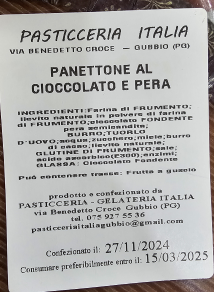 PASTICCERIA ITALIA
VIA BENEDETTO CROCE – GUBBIO (PG)
PANETTONE AL
CIOCCOLATO E PERA
INGREDIENTI:Farina di FRUMENTO;
lievito naturale in polvere di farina
di FRUMENTO;cioccolato FONDENTE
pera semicandita;
BURRO;TUORLO
D'UOVO;acqua;zucchero;miele;burro
di cacao;lievito naturale;
GLUTINE DI FRUMENTO;sale;
acido ascorbico(E300);enzimi;
GLASSA: Cioccolato Fondente
Può contenere tracce: Frutta a guscio
prodotto e confezionato da
PASTICCERIA - GELATERIA ITALIA
via Benedetto Croce Gubbio (PG)
tel. 075 927 55 36
pasticceriaitaliagubbio@gmail.com
Confezionato il: 27/11/2024
Consumare preferibilmente entro il: 15/03/2025